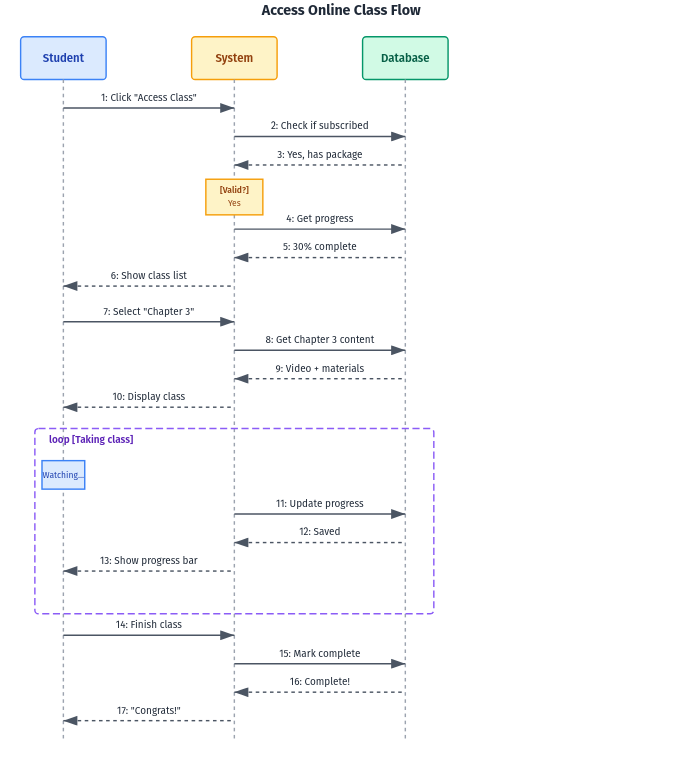 Access Online Class Flow
Student
System
Database
1: Click "Access Class"
2: Check if subscribed
3: Yes, has package
[Valid?]
Yes
4: Get progress
5: 30% complete
6: Show class list
7: Select "Chapter 3"
8: Get Chapter 3 content
9: Video + materials
10: Display class
loop [Taking class]
Watching...
11: Update progress
12: Saved
13: Show progress bar
14: Finish class
15: Mark complete
16: Complete!
17: "Congrats!"